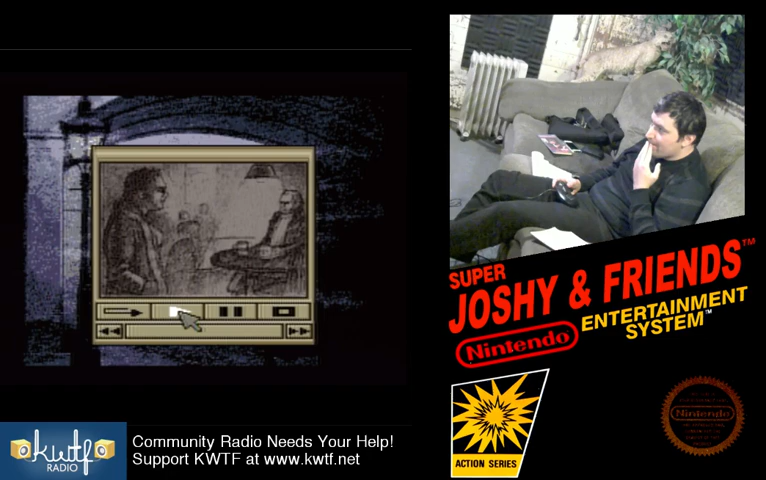 SUPER
JOSHY & FRIENDS™
Nintendo®
ENTERTAINMENT
SYSTEM™
ACTION SERIES
Nintendo
kwtf
RADIO
Community Radio Needs Your Help!
Support KWTF at www.kwtf.net